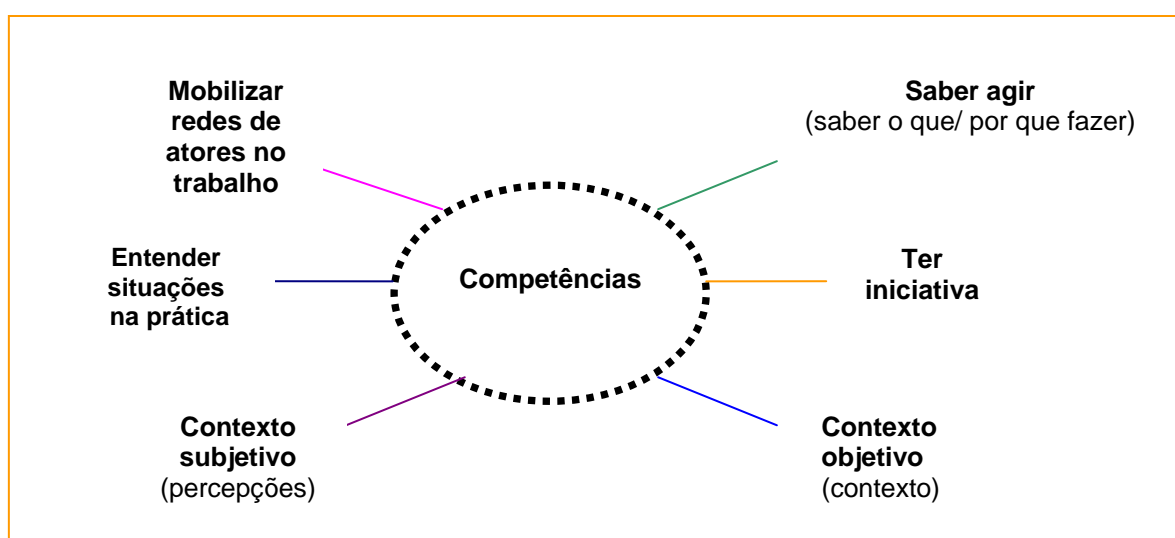 Mobilizar
redes de
atores no
trabalho
Saber agir
(saber o que/ por que fazer)
Entender
situações
na prática
Competências
Ter
iniciativa
Contexto
subjetivo
(percepções)
Contexto
objetivo
(contexto)